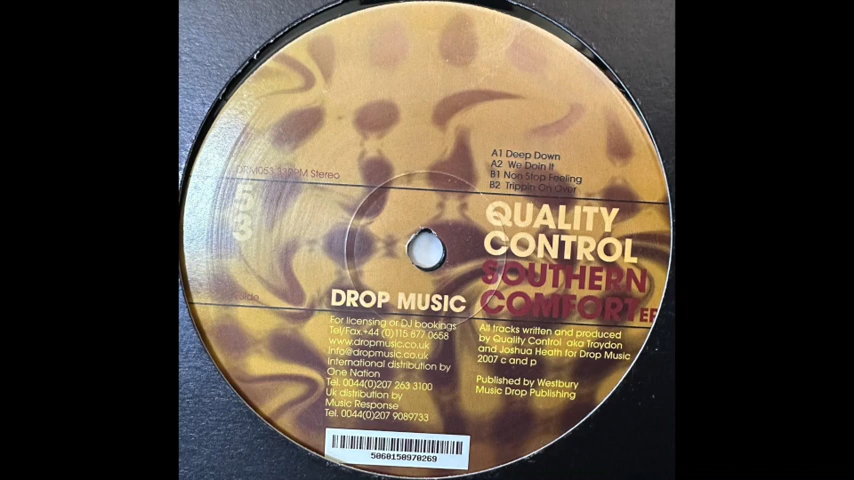 A1 Deep Down
A2 We Doin It
B1 Non Stop Feeling
B2 Trippin On Over
DRM053 33RPM Stereo
53
QUALITY
CONTROL
SOUTHERN
COMFORT EP
DROP MUSIC
For licensing or DJ bookings
Tel/Fax.+44 (0)115 877 0658
www.dropmusic.co.uk
info@dropmusic.co.uk
International distribution by
One Nation
Tel. 0044(0)207 263 3100
Uk distribution by
Music Response
Tel. 0044(0)207 9089733
All tracks written and produced
by Quality Control aka Troydon
and Joshua Heath for Drop Music
2007 c and p
Published by Westbury
Music Drop Publishing
5060150970269